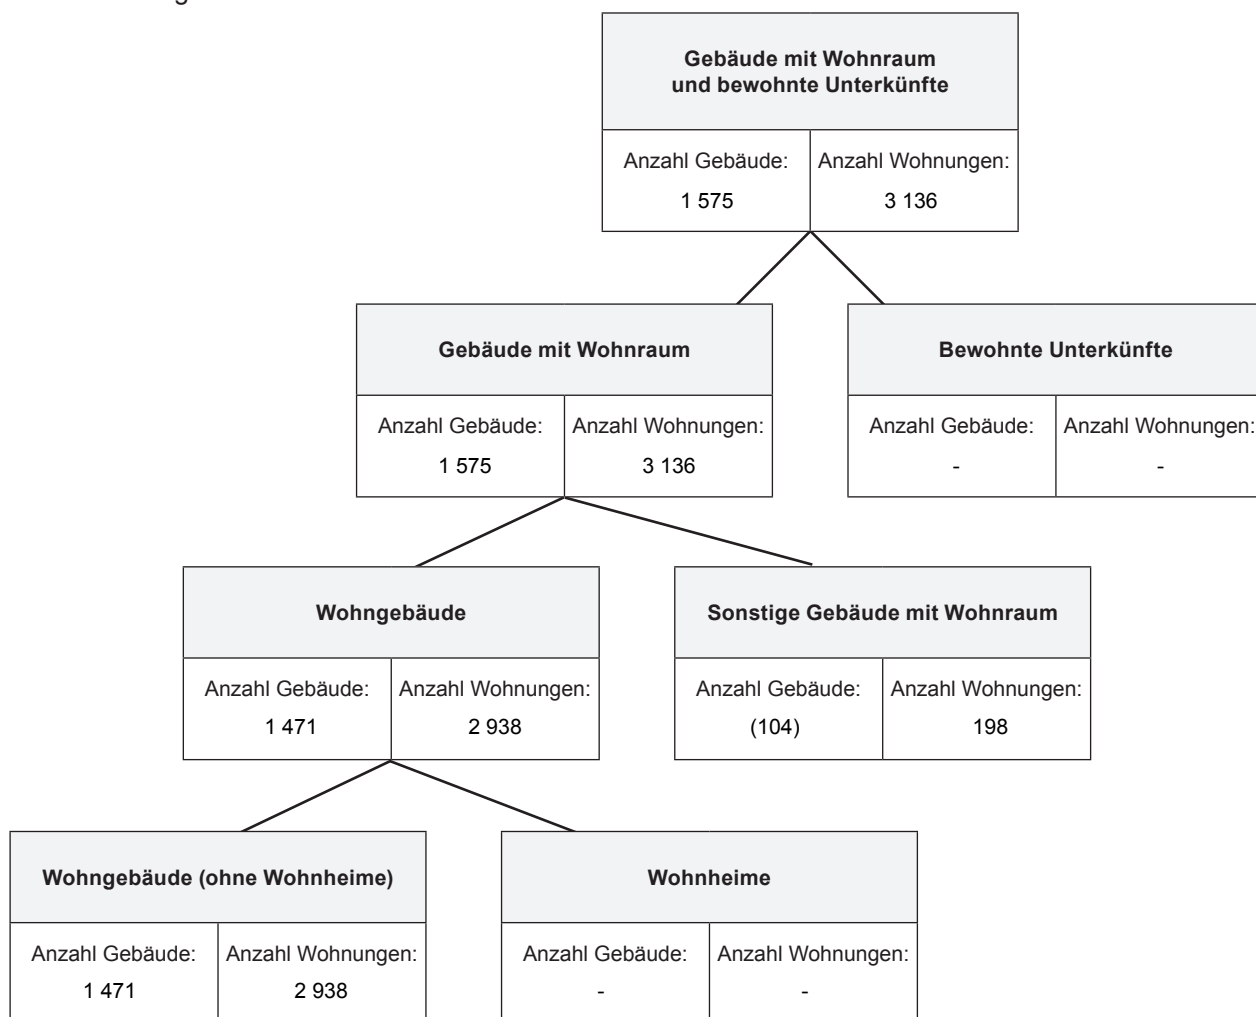 Gebäude mit Wohnraum
und bewohnte Unterkünfte
Anzahl Gebäude: Anzahl Wohnungen:
1 575 3 136
Gebäude mit Wohnraum Bewohnte Unterkünfte
Anzahl Gebäude: Anzahl Wohnungen: Anzahl Gebäude: Anzahl Wohnungen:
1 575 3 136 - -
Wohngebäude Sonstige Gebäude mit Wohnraum
Anzahl Gebäude: Anzahl Wohnungen: Anzahl Gebäude: Anzahl Wohnungen:
1 471 2 938 (104) 198
Wohngebäude (ohne Wohnheime) Wohnheime
Anzahl Gebäude: Anzahl Wohnungen: Anzahl Gebäude: Anzahl Wohnungen:
1 471 2 938 - -